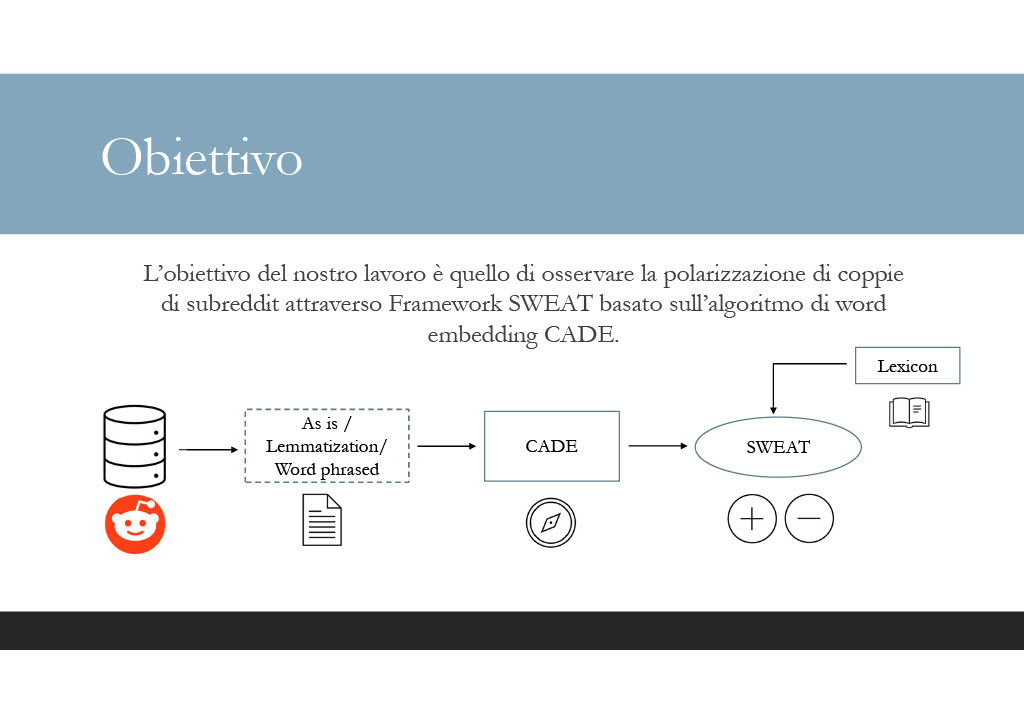 Obiettivo
L’obiettivo del nostro lavoro è quello di osservare la polarizzazione di coppie
di subreddit attraverso Framework SWEAT basato sull’algoritmo di word
embedding CADE.
Lexicon
As is /
Lemmatization/
Word phrased
CADE
SWEAT